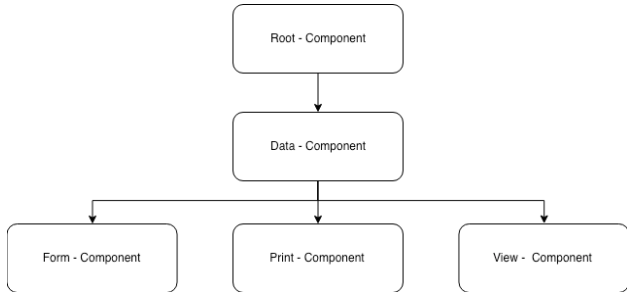 Root - Component
Data - Component
Form - Component
Print - Component
View -  Component